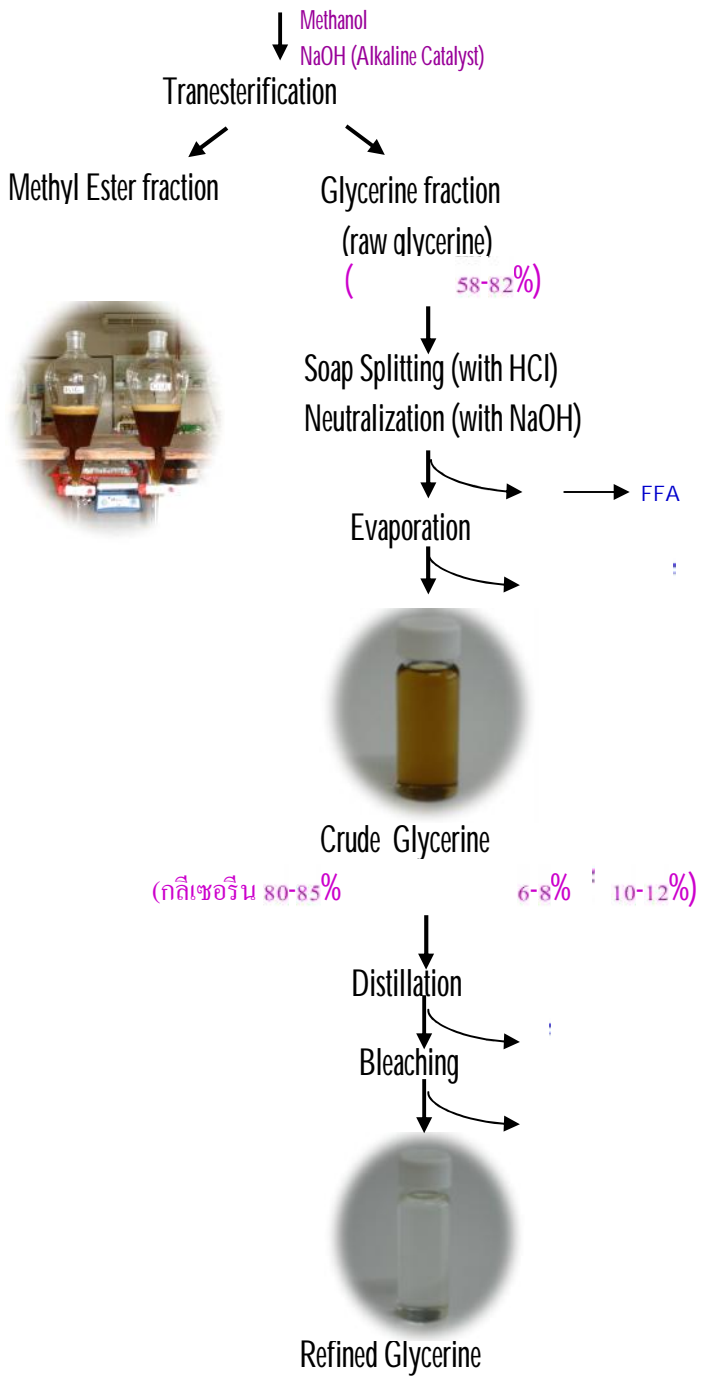 Methanol
NaOH (Alkaline Catalyst)
Tranesterification
Methyl Ester fraction
Glycerine fraction
(raw glycerine)
( 58-82%)
Soap Splitting (with HCl)
Neutralization (with NaOH)
FFA
Evaporation
Crude Glycerine
(กลีเซอรีน 80-85% 6-8% 10-12%)
Distillation
Bleaching
Refined Glycerine